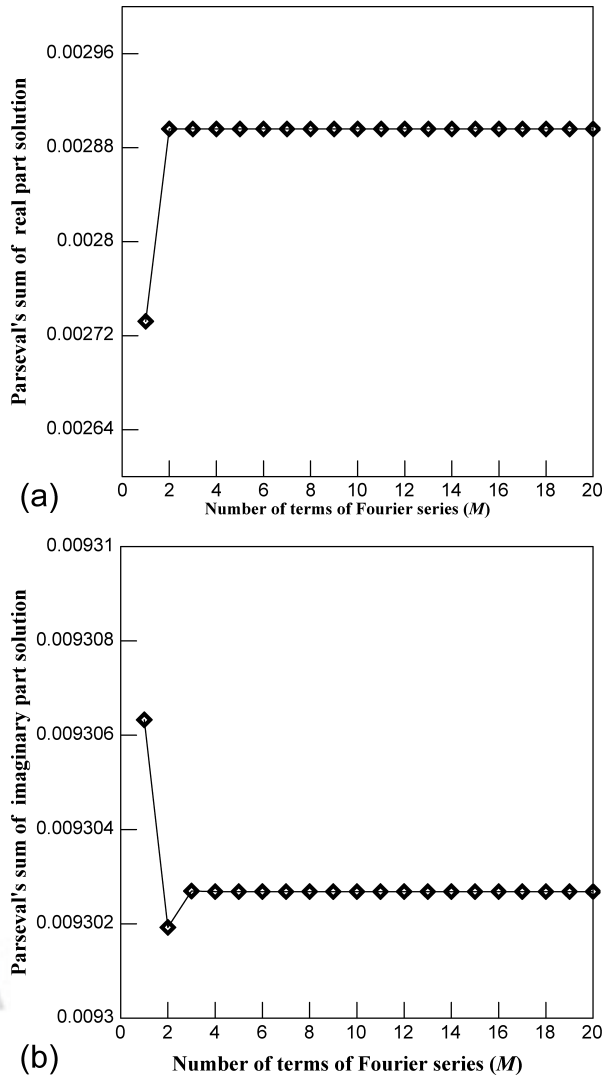 Parseval's sum of real part solution
0.00296
0.00288
0.0028
0.00272
0.00264
0 2 4 6 8 10 12 14 16 18 20
(a)
Number of terms of Fourier series (M)
Parseval's sum of imaginary part solution
0.00931
0.009308
0.009306
0.009304
0.009302
0.0093
0 2 4 6 8 10 12 14 16 18 20
(b)
Number of terms of Fourier series (M)